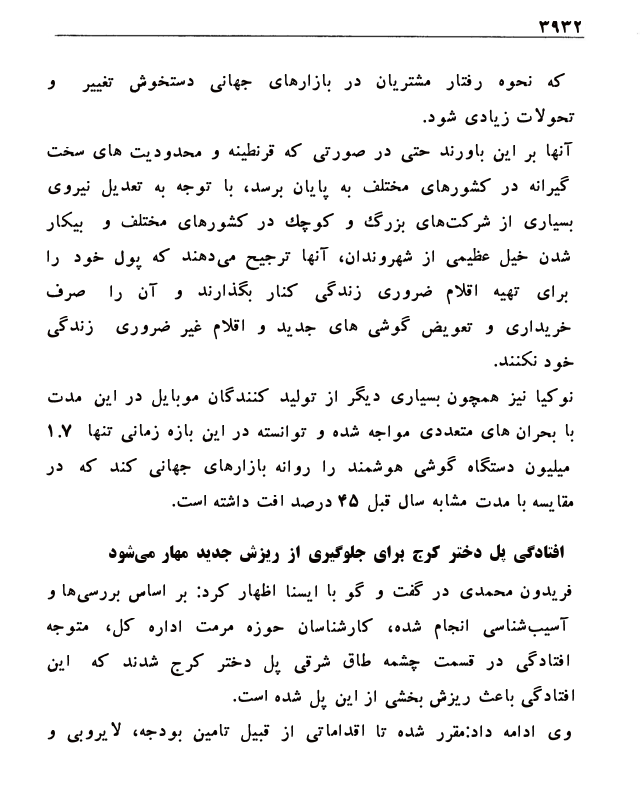 ۳۹۳۲
که نحوه رفتار مشتریان در بازارهای جهانی دستخوش تغییر و
تحولات زیادی شود.
آنها بر این باورند حتی در صورتی که قرنطینه و محدودیت های سخت
گیرانه در کشورهای مختلف به پایان برسد، با توجه به تعدیل نیروی
بسیاری از شرکت‌های بزرگ و کوچک در کشورهای مختلف و بیکار
شدن خیل عظیمی از شهروندان، آنها ترجیح می‌دهند که پول خود را
برای تهیه اقلام ضروری زندگی کنار بگذارند و آن را صرف
خریداری و تعویض گوشی های جدید و اقلام غیر ضروری زندگی
خود نکنند.
نوکیا نیز همچون بسیاری دیگر از تولید کنندگان موبایل در این مدت
با بحران های متعددی مواجه شده و توانسته در این بازه زمانی تنها ۱.۷
میلیون دستگاه گوشی هوشمند را روانه بازارهای جهانی کند که در
مقایسه با مدت مشابه سال قبل ۴۵ درصد افت داشته است.
افتادگی پل دختر کرج برای جلوگیری از ریزش جدید مهار می‌شود
فریدون محمدی در گفت و گو با ایسنا اظهار کرد: بر اساس بررسی‌ها و
آسیب‌شناسی انجام شده، کارشناسان حوزه مرمت اداره کل، متوجه
افتادگی در قسمت چشمه طاق شرقی پل دختر کرج شدند که این
افتادگی باعث ریزش بخشی از این پل شده است.
وی ادامه داد:مقرر شده تا اقداماتی از قبیل تامین بودجه، لایروبی و